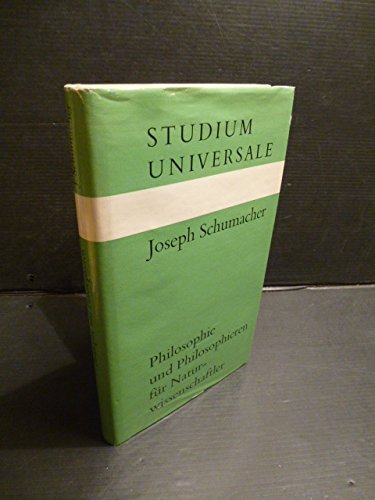 STUDIUM
UNIVERSALE
Joseph Schumacher
Philosophie
und Philosophieren
für Natur-
wissenschaftler